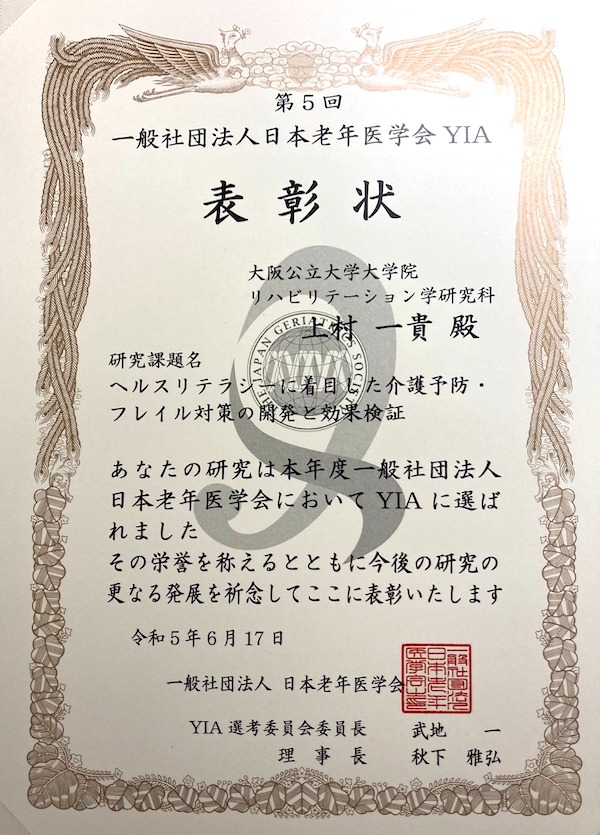 第5回
一般社団法人日本老年医学会 YIA
表彰状
大阪公立大学大学院
リハビリテーション学研究科
上村 一貴 殿
THE JAPAN GERIATRICS SOCIETY
研究課題名
ヘルスリテラシーに着目した介護予防・
フレイル対策の開発と効果検証
あなたの研究は本年度一般社団法人
日本老年医学会において YIA に選ば
れました
その栄誉を称えるとともに今後の研究の
更なる発展を祈念してここに表彰いたします
令和5年6月17日
一般社団法人 日本老年医学会
YIA 選考委員会委員長 武地 一
理事長 秋下 雅弘